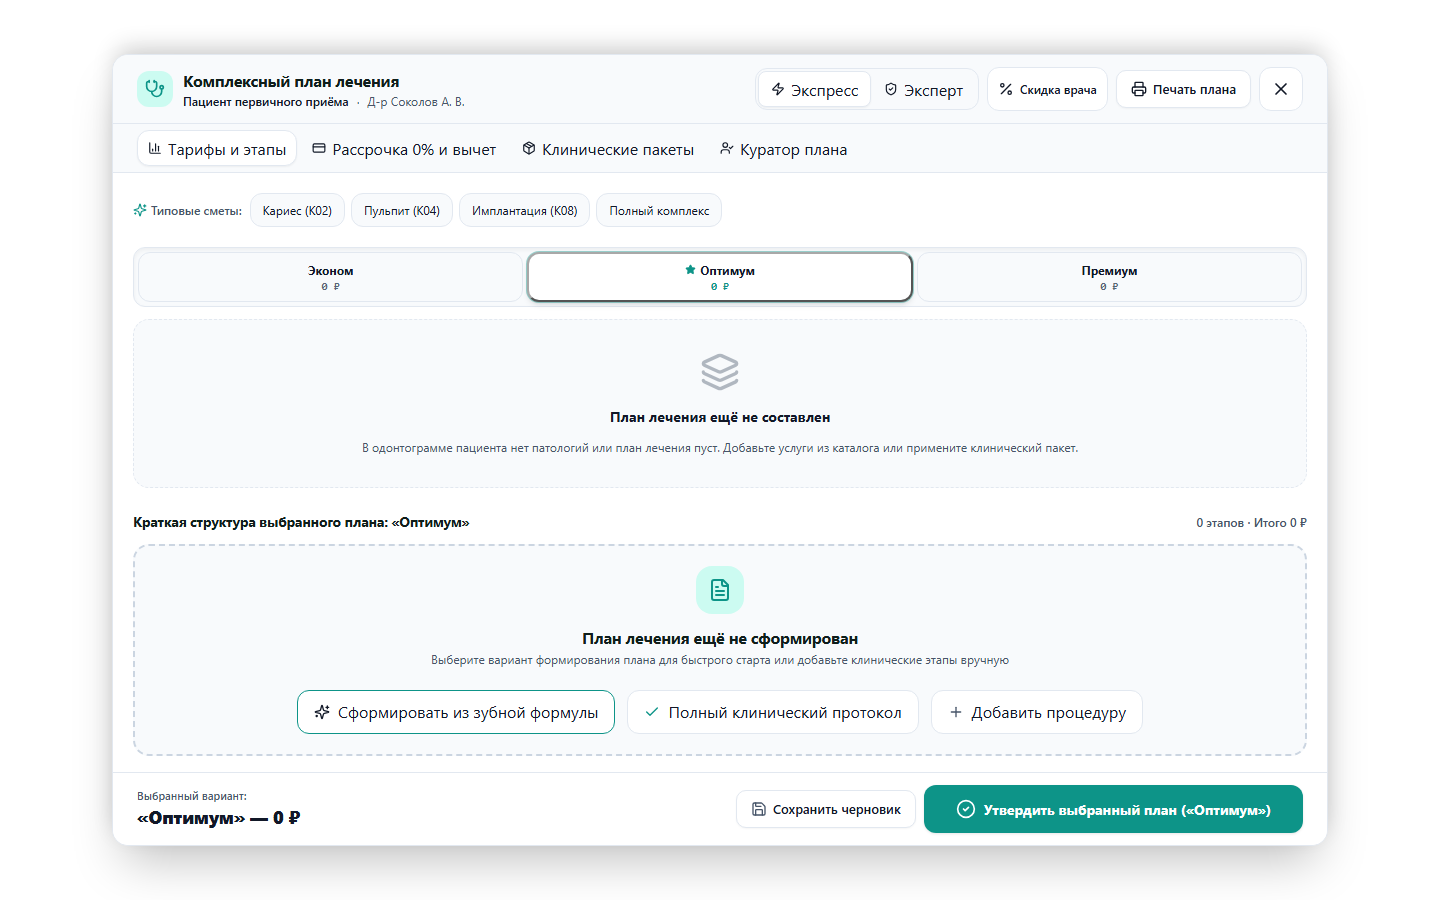 Комплексный план лечения
Пациент первичного приёма · Д-р Соколов А. В.
Экспресс
Эксперт
Скидка врача
Печать плана
Тарифы и этапы
Рассрочка 0% и вычет
Клинические пакеты
Куратор плана
Типовые сметы:
Кариес (К02)
Пульпит (К04)
Имплантация (К08)
Полный комплекс
Эконом
0 ₽
Оптимум
0 ₽
Премиум
0 ₽
План лечения ещё не составлен
В одонтограмме пациента нет патологий или план лечения пуст. Добавьте услуги из каталога или примените клинический пакет.
Краткая структура выбранного плана: «Оптимум»
0 этапов · Итого 0 ₽
План лечения ещё не сформирован
Выберите вариант формирования плана для быстрого старта или добавьте клинические этапы вручную
Сформировать из зубной формулы
Полный клинический протокол
Добавить процедуру
Выбранный вариант:
«Оптимум» — 0 ₽
Сохранить черновик
Утвердить выбранный план («Оптимум»)